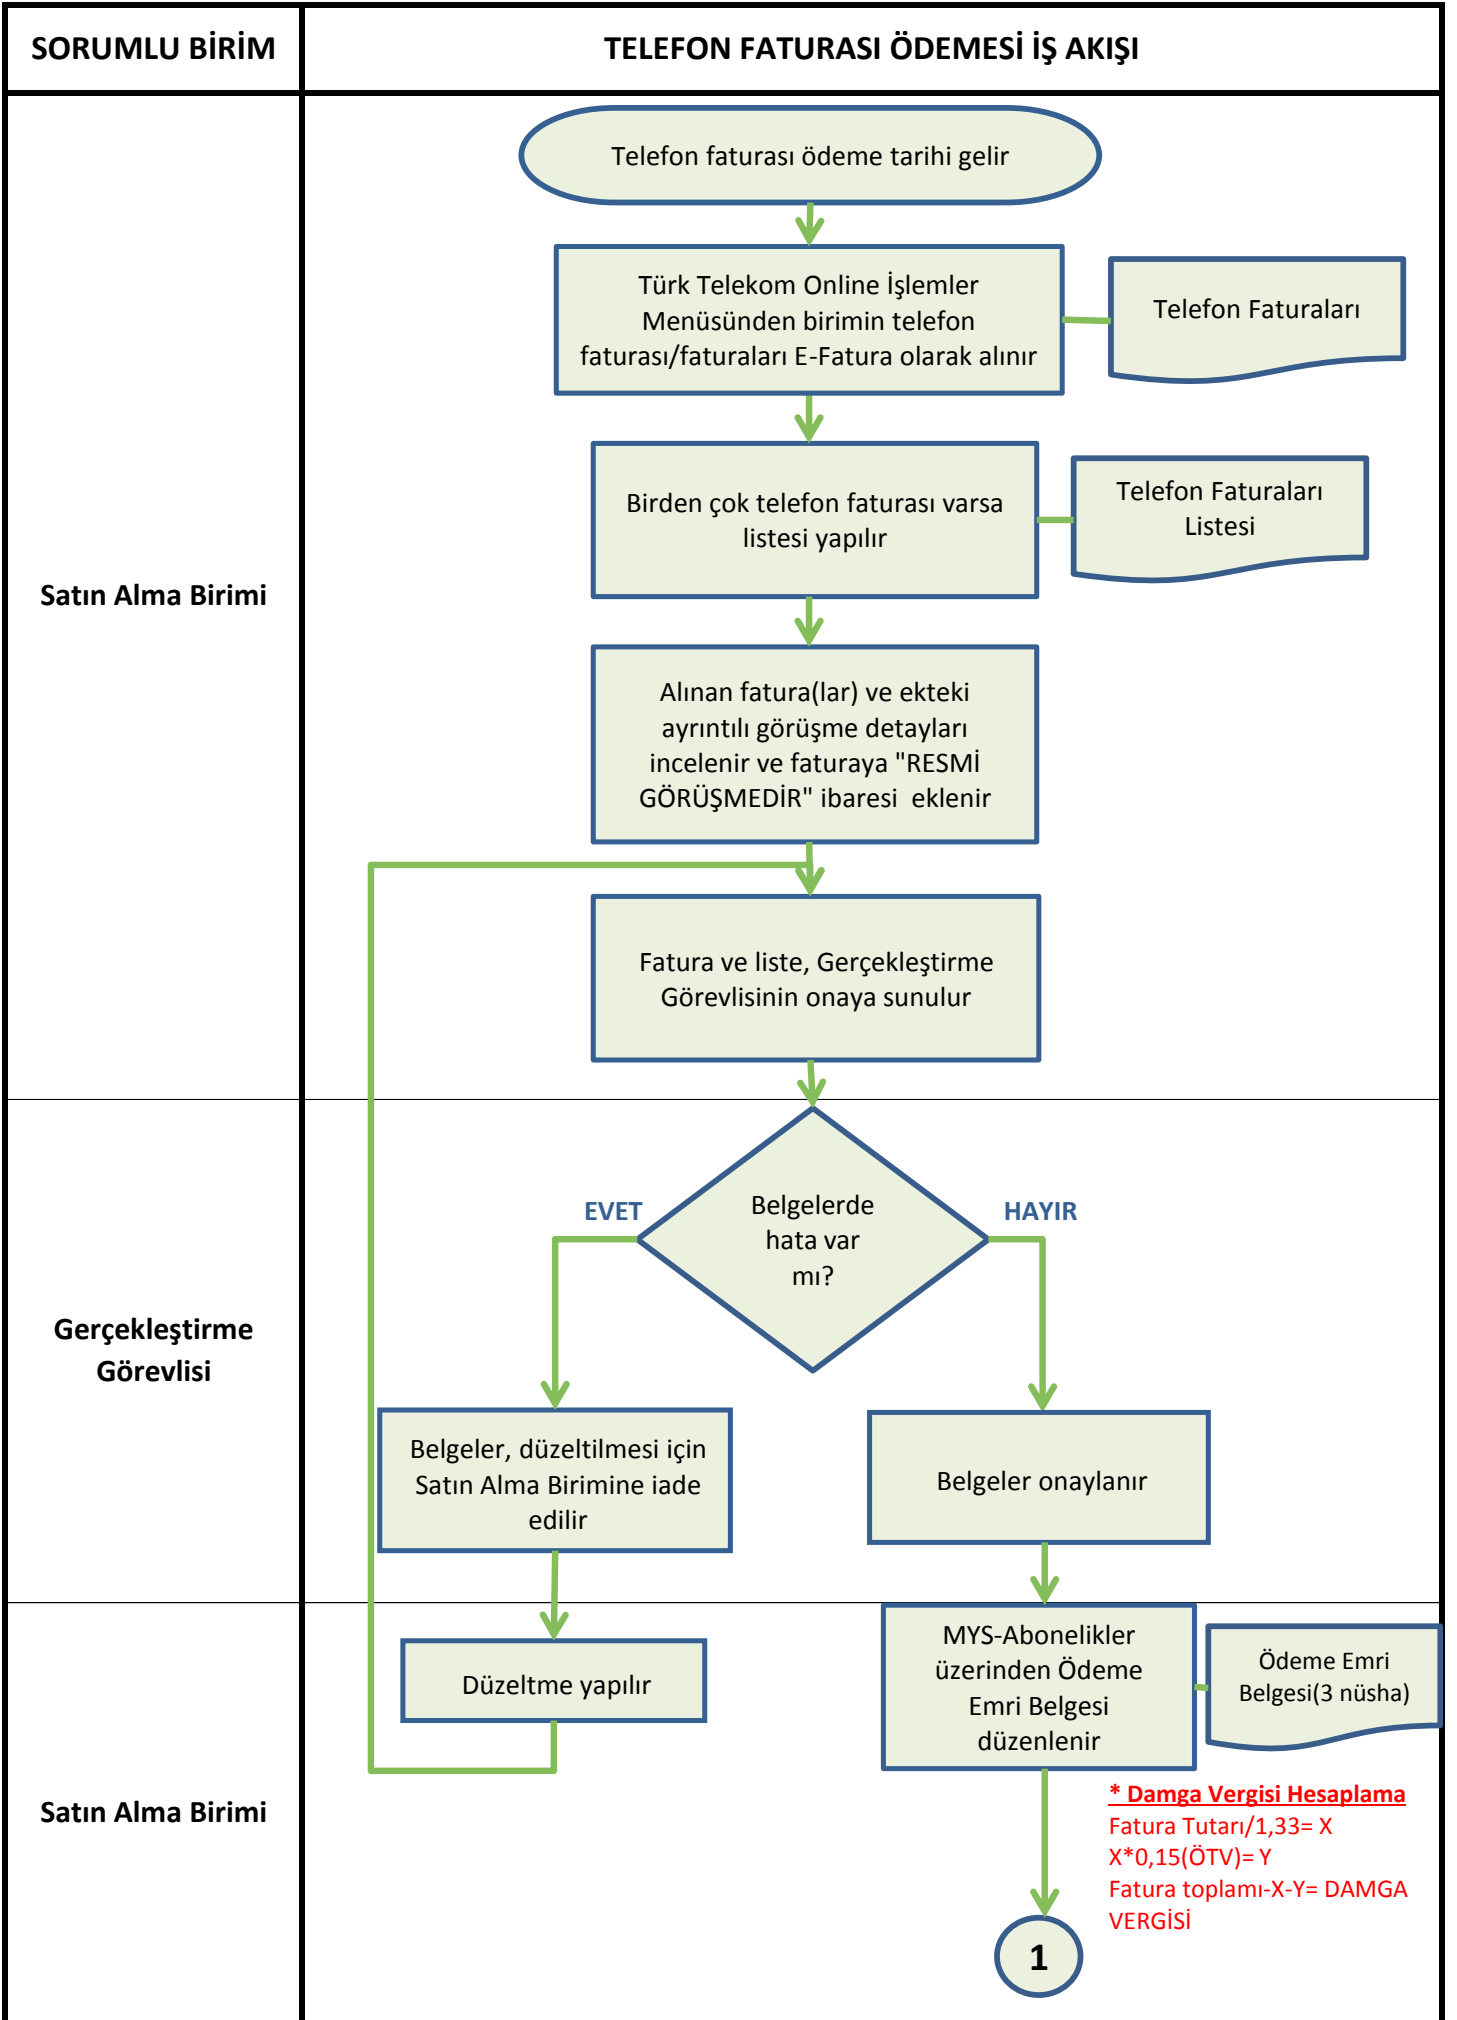 SORUMLU BİRİM
TELEFON FATURASI ÖDEMESİ İŞ AKIŞI
Satın Alma Birimi
Telefon faturası ödeme tarihi gelir
Türk Telekom Online İşlemler
Menüsünden birimin telefon
faturası/faturaları E-Fatura olarak alınır
Telefon Faturaları
Birden çok telefon faturası varsa
listesi yapılır
Telefon Faturaları
Listesi
Alınan fatura(lar) ve ekteki
ayrıntılı görüşme detayları
incelenir ve faturaya "RESMİ
GÖRÜŞMEDİR" ibaresi  eklenir
Fatura ve liste, Gerçekleştirme
Görevlisinin onaya sunulur
Gerçekleştirme
Görevlisi
Belgelerde
hata var
mı?
EVET
HAYIR
Belgeler, düzeltilmesi için
Satın Alma Birimine iade
edilir
Belgeler onaylanır
Satın Alma Birimi
Düzeltme yapılır
MYS-Abonelikler
üzerinden Ödeme
Emri Belgesi
düzenlenir
Ödeme Emri
Belgesi(3 nüsha)
* Damga Vergisi Hesaplama
Fatura Tutarı/1,33= X
X*0,15(ÖTV)= Y
Fatura toplamı-X-Y= DAMGA
VERGİSİ
1